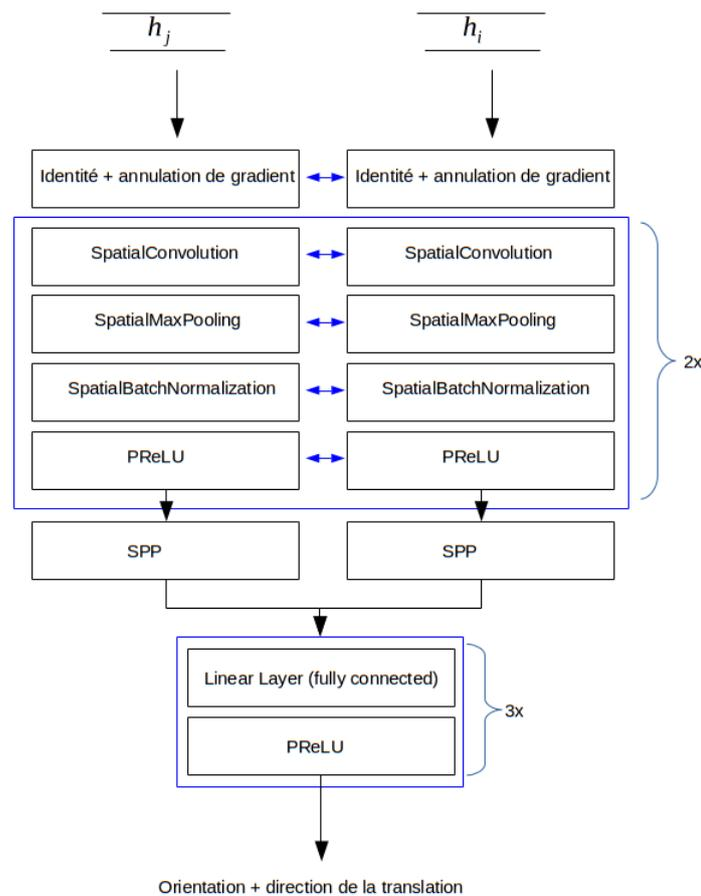 h_j
h_i
Identité + annulation de gradient
Identité + annulation de gradient
SpatialConvolution
SpatialConvolution
SpatialMaxPooling
SpatialMaxPooling
SpatialBatchNormalization
SpatialBatchNormalization
PReLU
PReLU
2x
SPP
SPP
Linear Layer (fully connected)
PReLU
3x
Orientation + direction de la translation